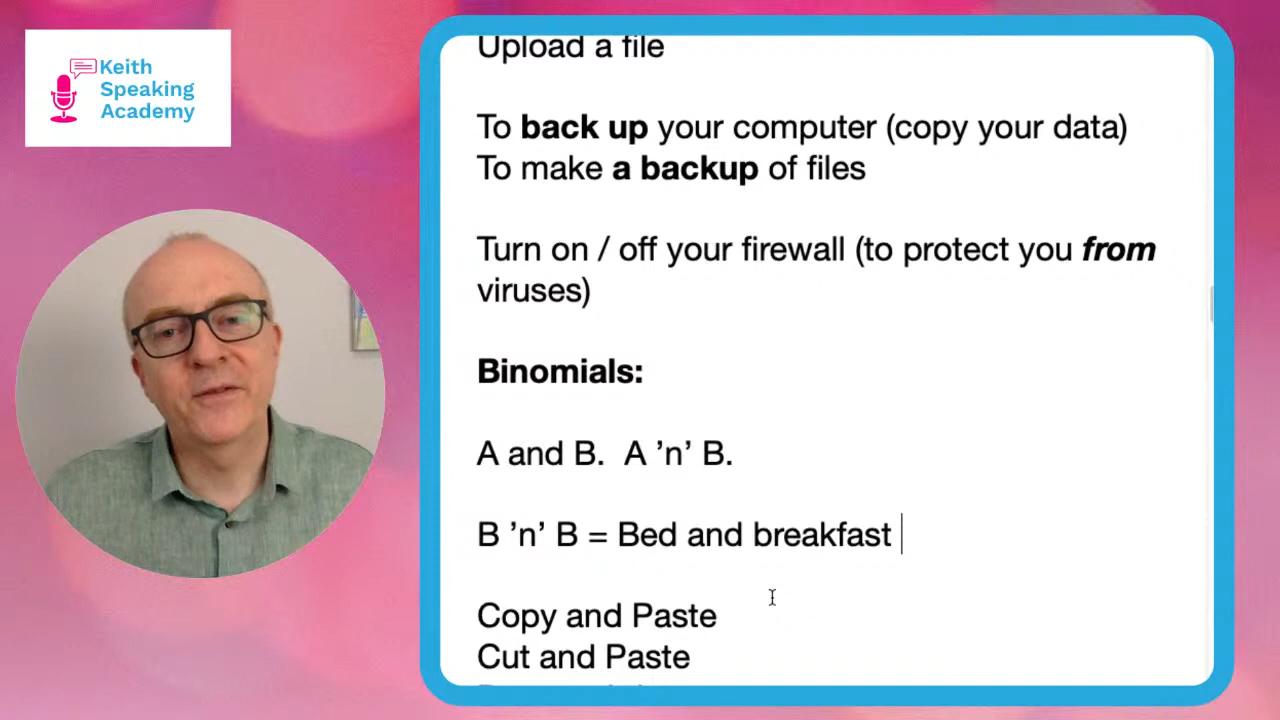 Keith
Speaking
Academy
Upload a file
To back up your computer (copy your data)
To make a backup of files
Turn on / off your firewall (to protect you from
viruses)
Binomials:
A and B.  A ’n’ B.
B ’n’ B = Bed and breakfast
Copy and Paste
Cut and Paste